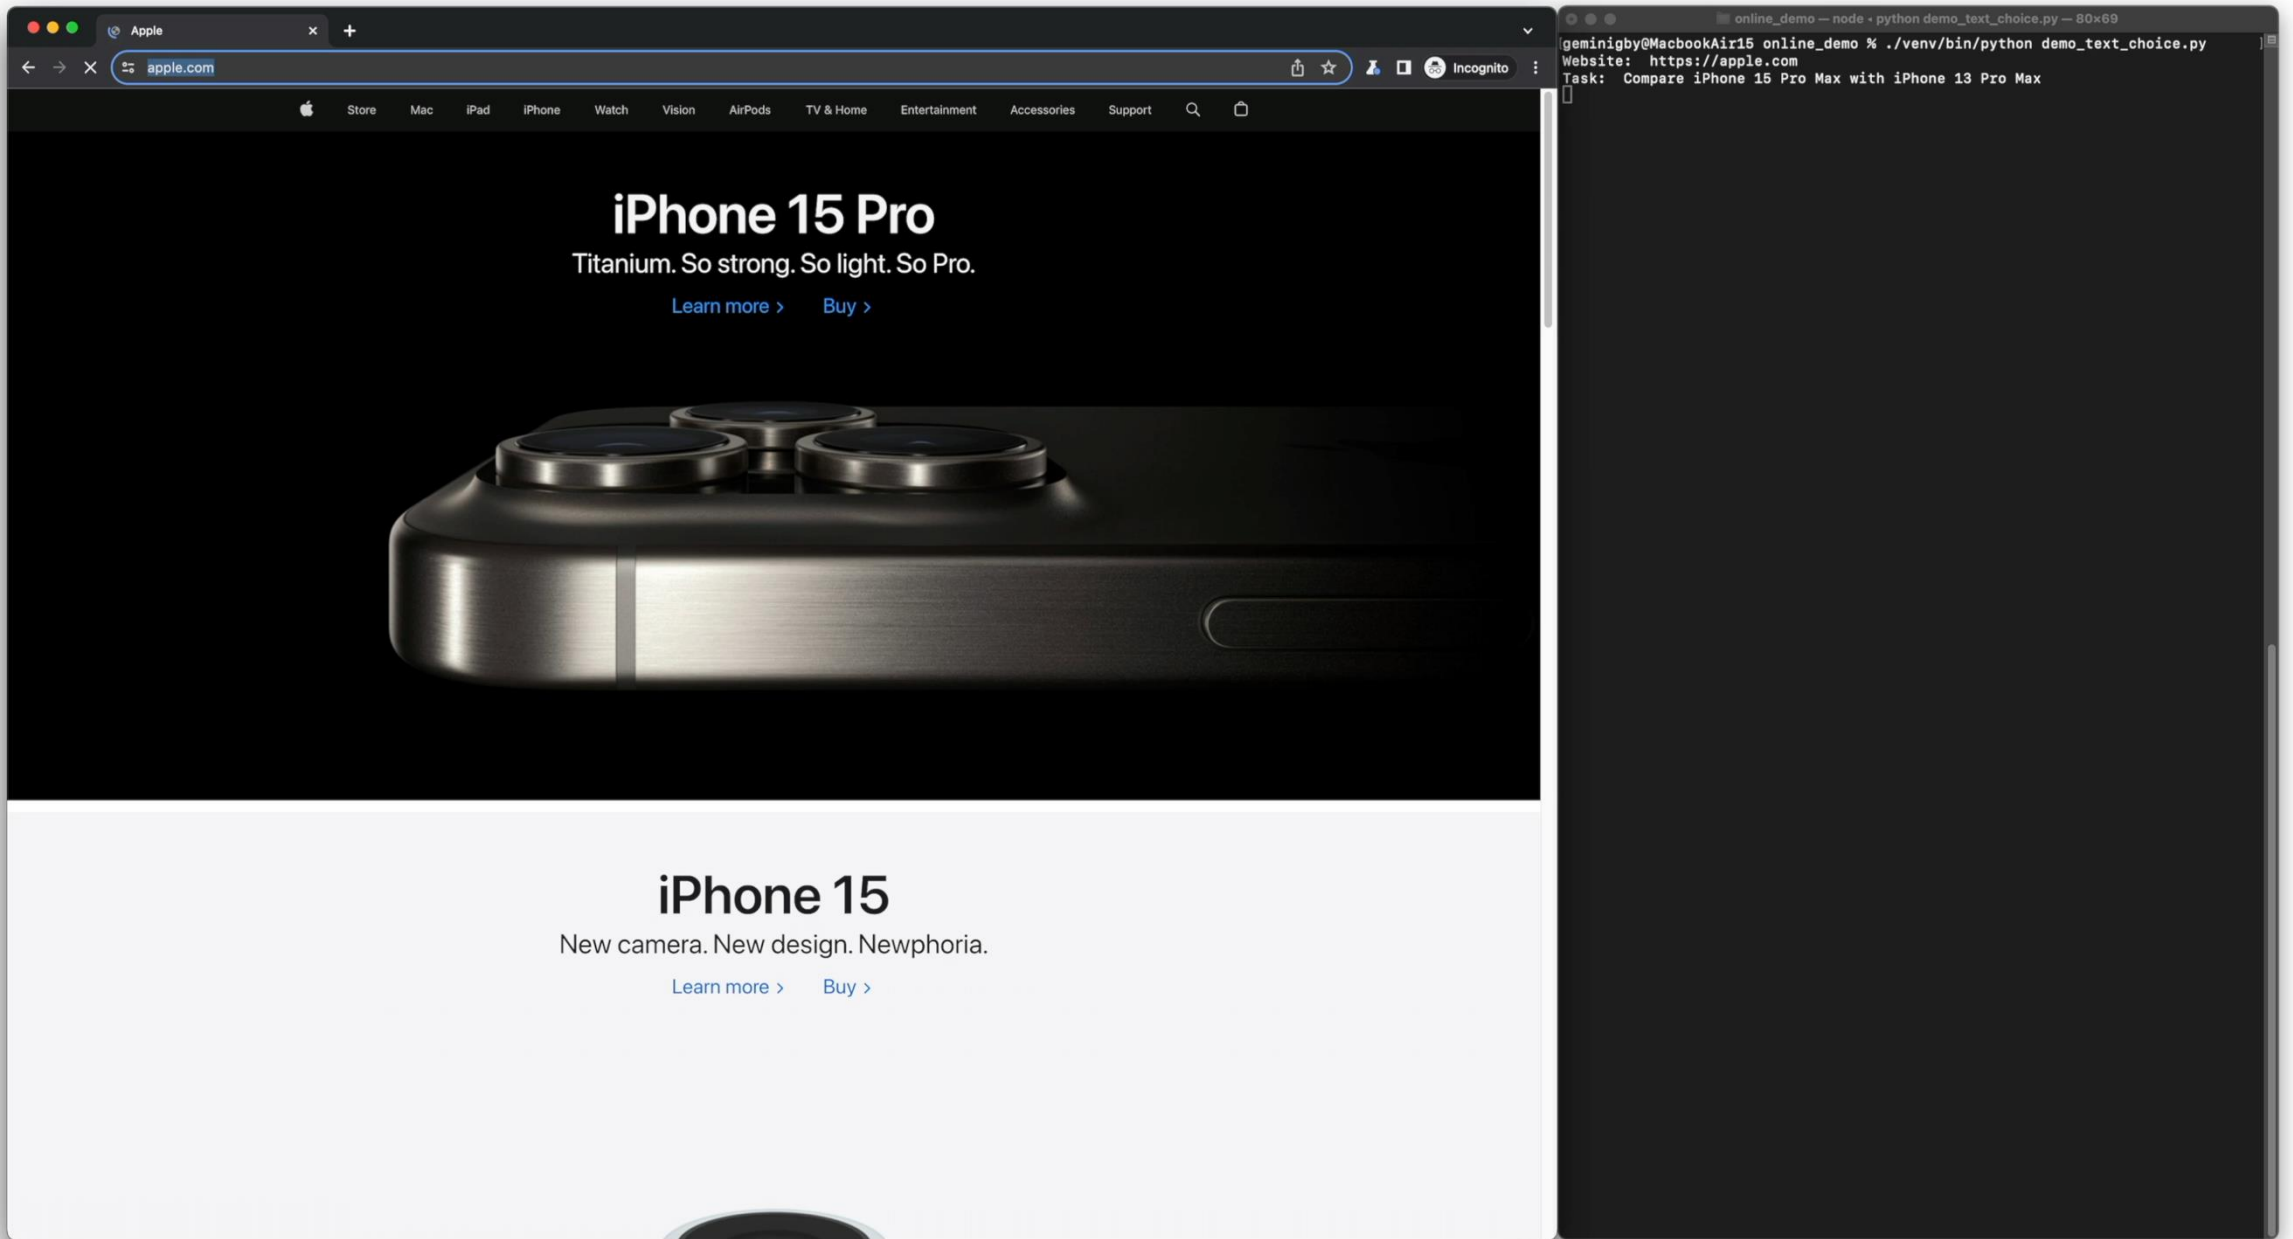 Apple
apple.com
Incognito
Store Mac iPad iPhone Watch Vision AirPods TV & Home Entertainment Accessories Support
iPhone 15 Pro
Titanium. So strong. So light. So Pro.
Learn more > Buy >
iPhone 15
New camera. New design. Newphoria.
Learn more > Buy >
online_demo — node ◂ python demo_text_choice.py — 80×69
[geminigby@MacbookAir15 online_demo % ./venv/bin/python demo_text_choice.py ]
Website: https://apple.com
Task: Compare iPhone 15 Pro Max with iPhone 13 Pro Max